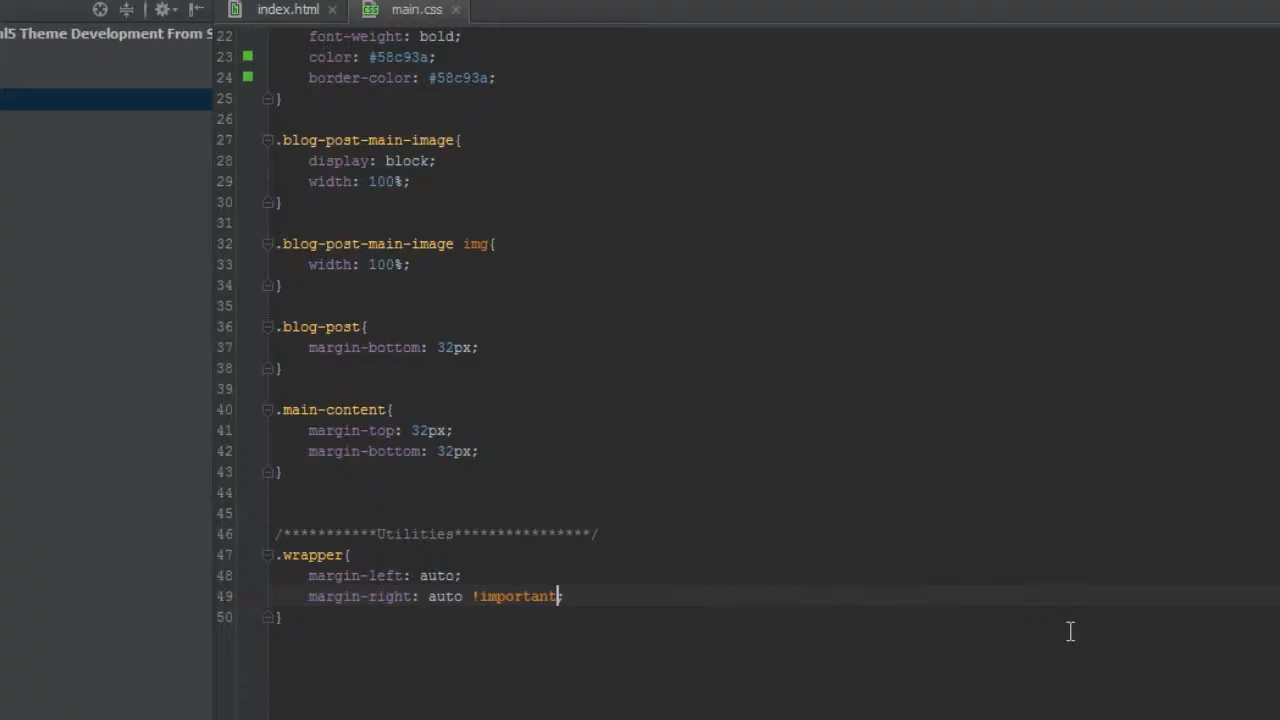 index.html
main.css
l5 Theme Development From S
22 font-weight: bold;
23 color: #58c93a;
24 border-color: #58c93a;
25 }
26
27 .blog-post-main-image{
28 display: block;
29 width: 100%;
30 }
31
32 .blog-post-main-image img{
33 width: 100%;
34 }
35
36 .blog-post{
37 margin-bottom: 32px;
38 }
39
40 .main-content{
41 margin-top: 32px;
42 margin-bottom: 32px;
43 }
44
45
46 /***********Utilities****************/
47 .wrapper{
48 margin-left: auto;
49 margin-right: auto !important;
50 }